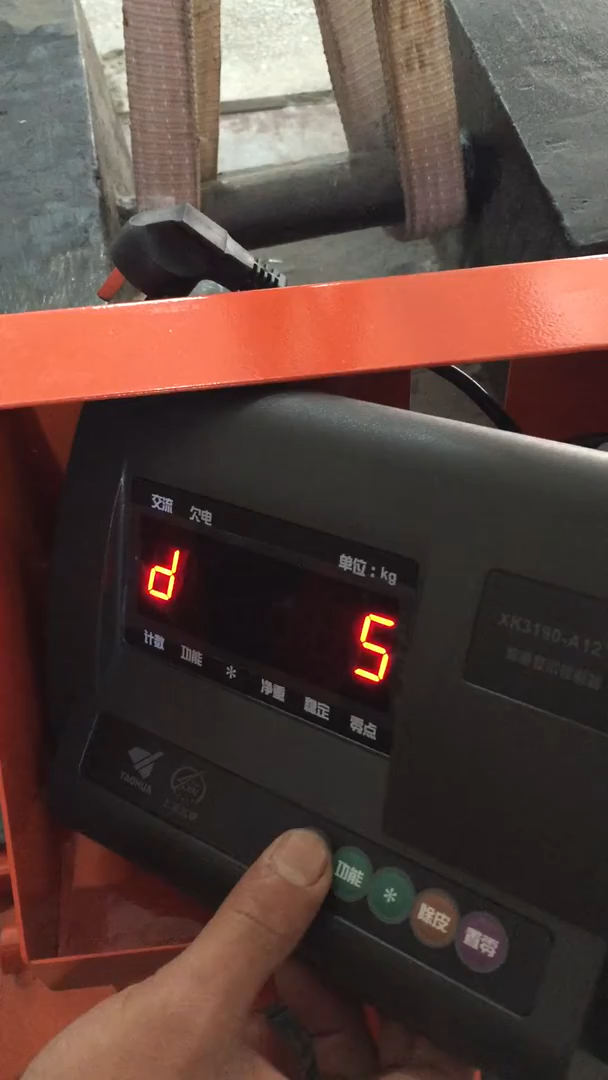 交流 欠电
单位：kg
d 5
计数 功能 * 净重 稳定 零点
XK3190-A12
YAOHUA
功能 * 除皮 置零